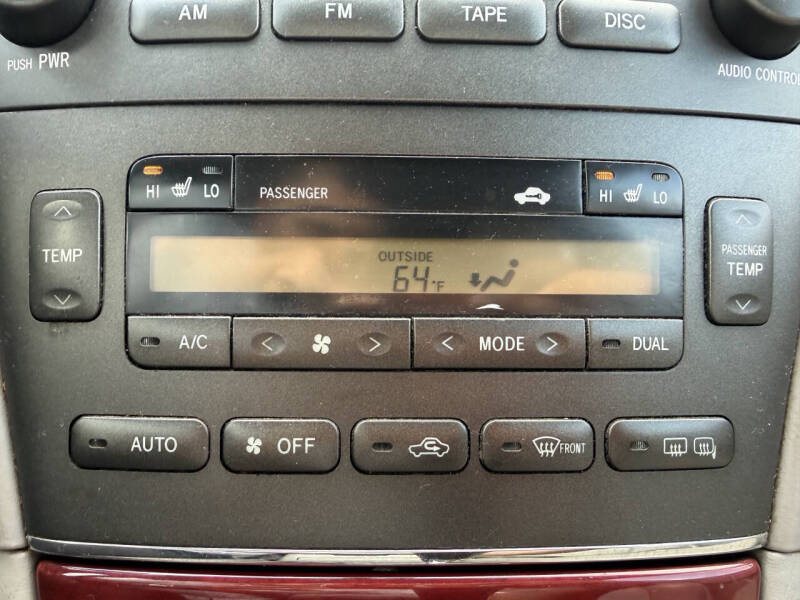 AM FM TAPE DISC
PUSH PWR
AUDIO CONTROL
HI LO PASSENGER HI LO
TEMP
PASSENGER
TEMP
OUTSIDE
64°F
A/C < > < MODE > DUAL
AUTO OFF FRONT